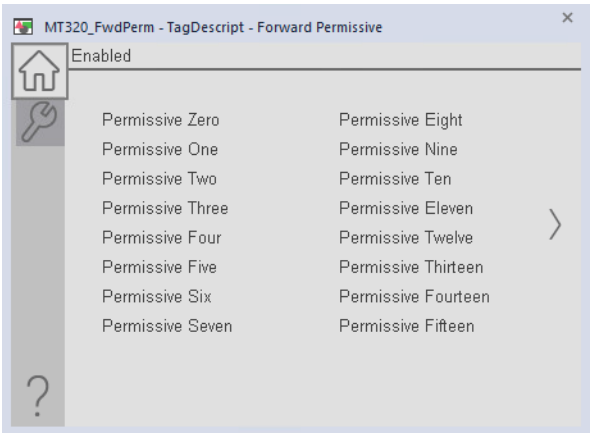 MT320_FwdPerm - TagDescript - Forward Permissive
Enabled
Permissive Zero
Permissive One
Permissive Two
Permissive Three
Permissive Four
Permissive Five
Permissive Six
Permissive Seven
Permissive Eight
Permissive Nine
Permissive Ten
Permissive Eleven
Permissive Twelve
Permissive Thirteen
Permissive Fourteen
Permissive Fifteen
?